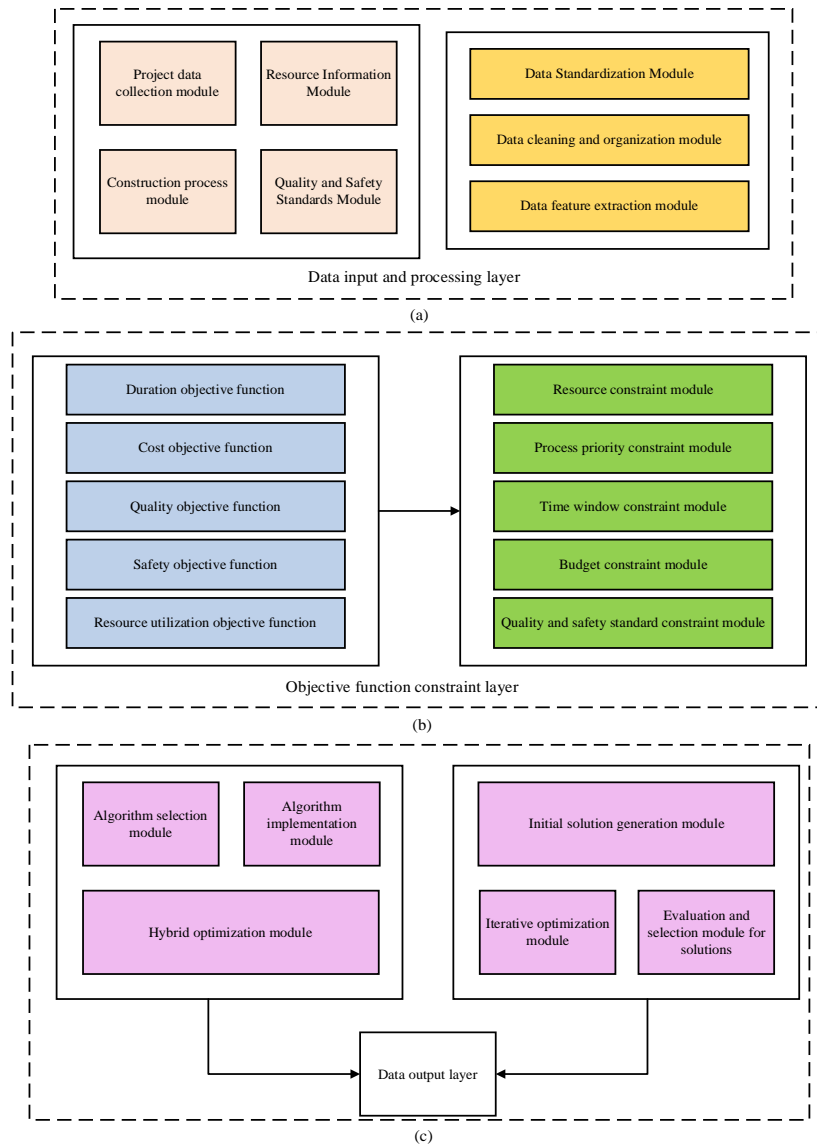 Project data
collection module
Resource Information
Module
Construction process
module
Quality and Safety
Standards Module
Data Standardization Module
Data cleaning and organization module
Data feature extraction module
Data input and processing layer
(a)
Duration objective function
Cost objective function
Quality objective function
Safety objective function
Resource utilization objective function
Resource constraint module
Process priority constraint module
Time window constraint module
Budget constraint module
Quality and safety standard constraint module
Objective function constraint layer
(b)
Algorithm selection
module
Algorithm
implementation
module
Hybrid optimization module
Initial solution generation module
Iterative optimization
module
Evaluation and
selection module for
solutions
Data output layer
(c)